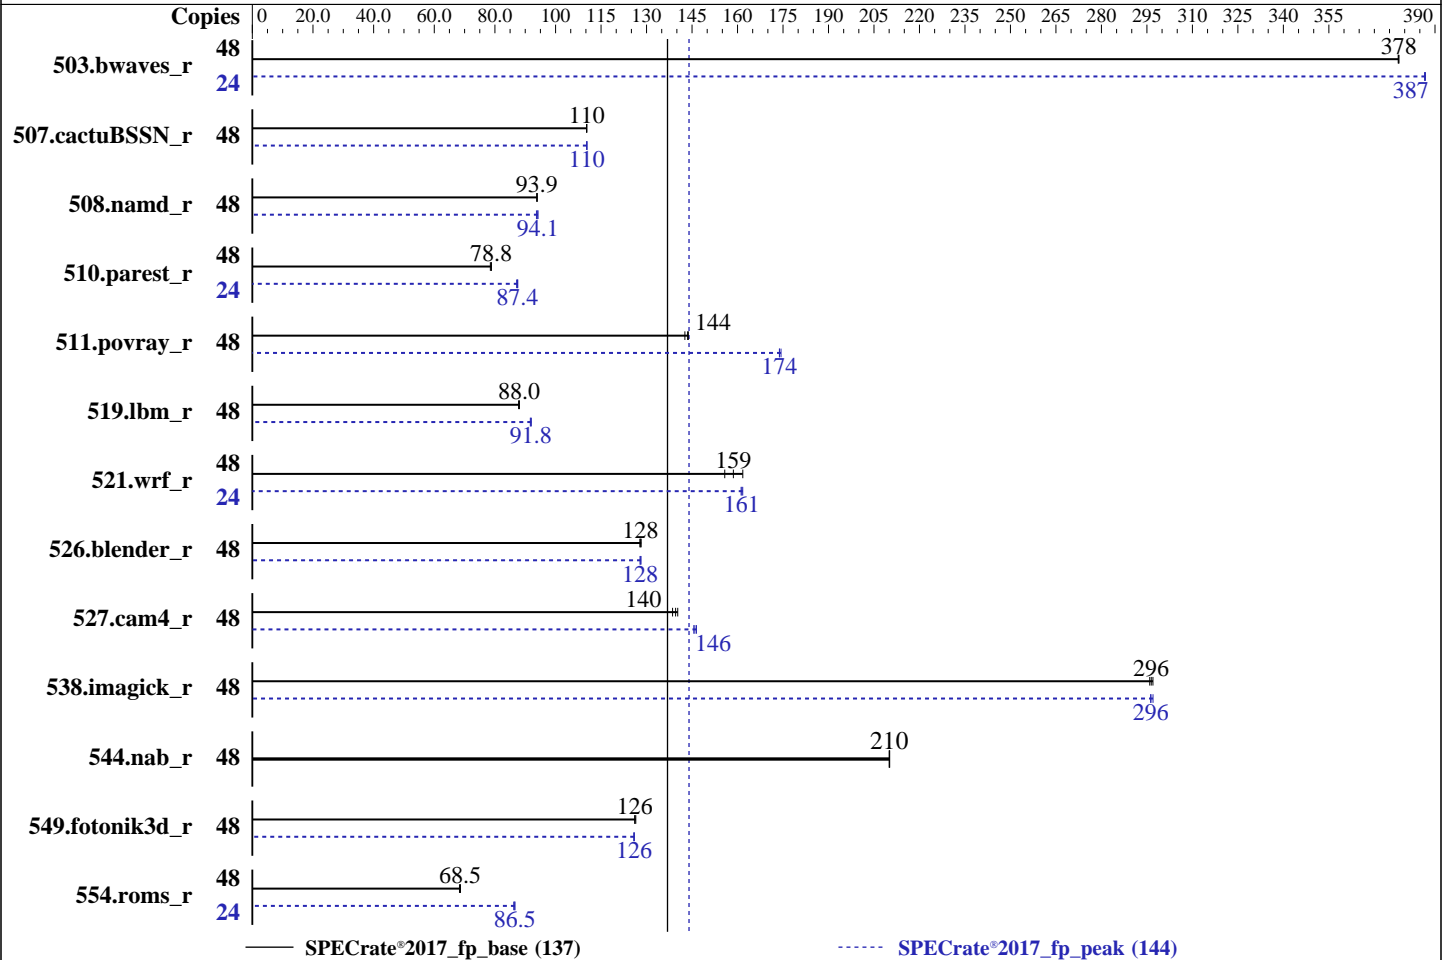 Copies 0 20.0 40.0 60.0 80.0 100 115 130 145 160 175 190 205 220 235 250 265 280 295 310 325 340 355 390
503.bwaves_r 48 378
24 387
507.cactuBSSN_r 48 110
110
508.namd_r 48 93.9
94.1
510.parest_r 48 78.8
24 87.4
511.povray_r 48 144
174
519.lbm_r 48 88.0
91.8
521.wrf_r 48 159
24 161
526.blender_r 48 128
128
527.cam4_r 48 140
146
538.imagick_r 48 296
296
544.nab_r 48 210
549.fotonik3d_r 48 126
126
554.roms_r 48 68.5
24 86.5
SPECrate®2017_fp_base (137) SPECrate®2017_fp_peak (144)